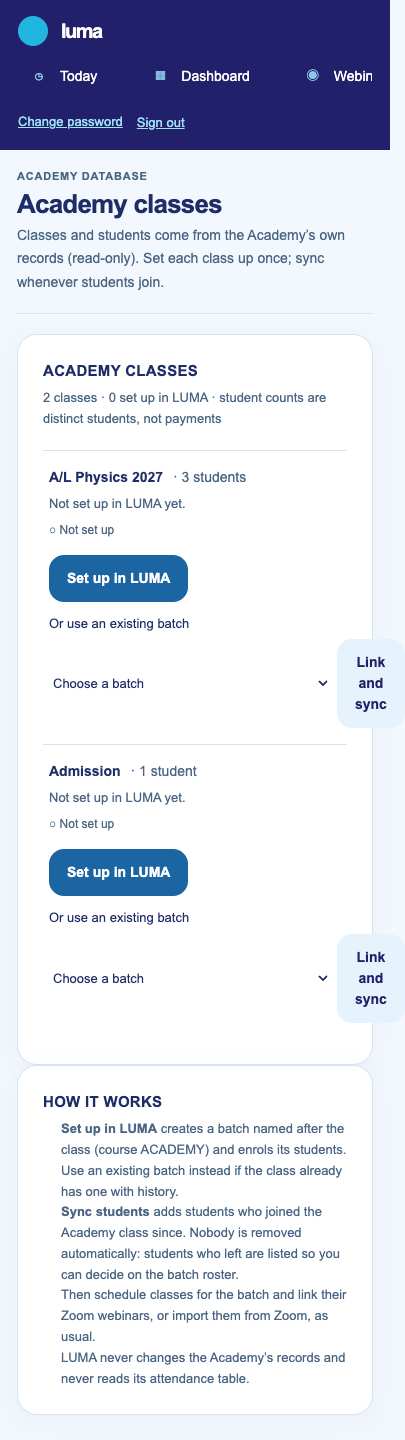 luma
Today Dashboard Webin
Change password Sign out
ACADEMY DATABASE
Academy classes
Classes and students come from the Academy's own
records (read-only). Set each class up once; sync
whenever students join.
ACADEMY CLASSES
2 classes · 0 set up in LUMA · student counts are
distinct students, not payments
A/L Physics 2027 · 3 students
Not set up in LUMA yet.
○ Not set up
Set up in LUMA
Or use an existing batch
Choose a batch
Link
and
sync
Admission · 1 student
Not set up in LUMA yet.
○ Not set up
Set up in LUMA
Or use an existing batch
Choose a batch
Link
and
sync
HOW IT WORKS
Set up in LUMA creates a batch named after the
class (course ACADEMY) and enrols its students.
Use an existing batch instead if the class already
has one with history.
Sync students adds students who joined the
Academy class since. Nobody is removed
automatically: students who left are listed so you
can decide on the batch roster.
Then schedule classes for the batch and link their
Zoom webinars, or import them from Zoom, as
usual.
LUMA never changes the Academy's records and
never reads its attendance table.